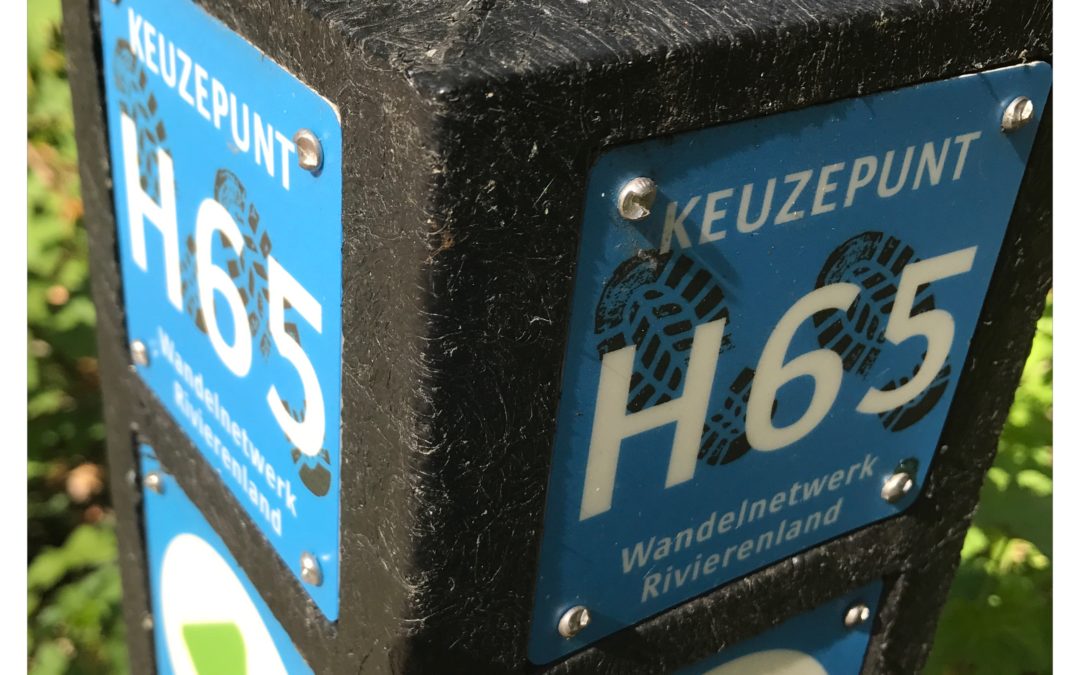 KEUZEPUNT
H65
Wandelnetwerk
Rivierenland
KEUZEPUNT
H65
Wandelnetwerk
Rivierenland